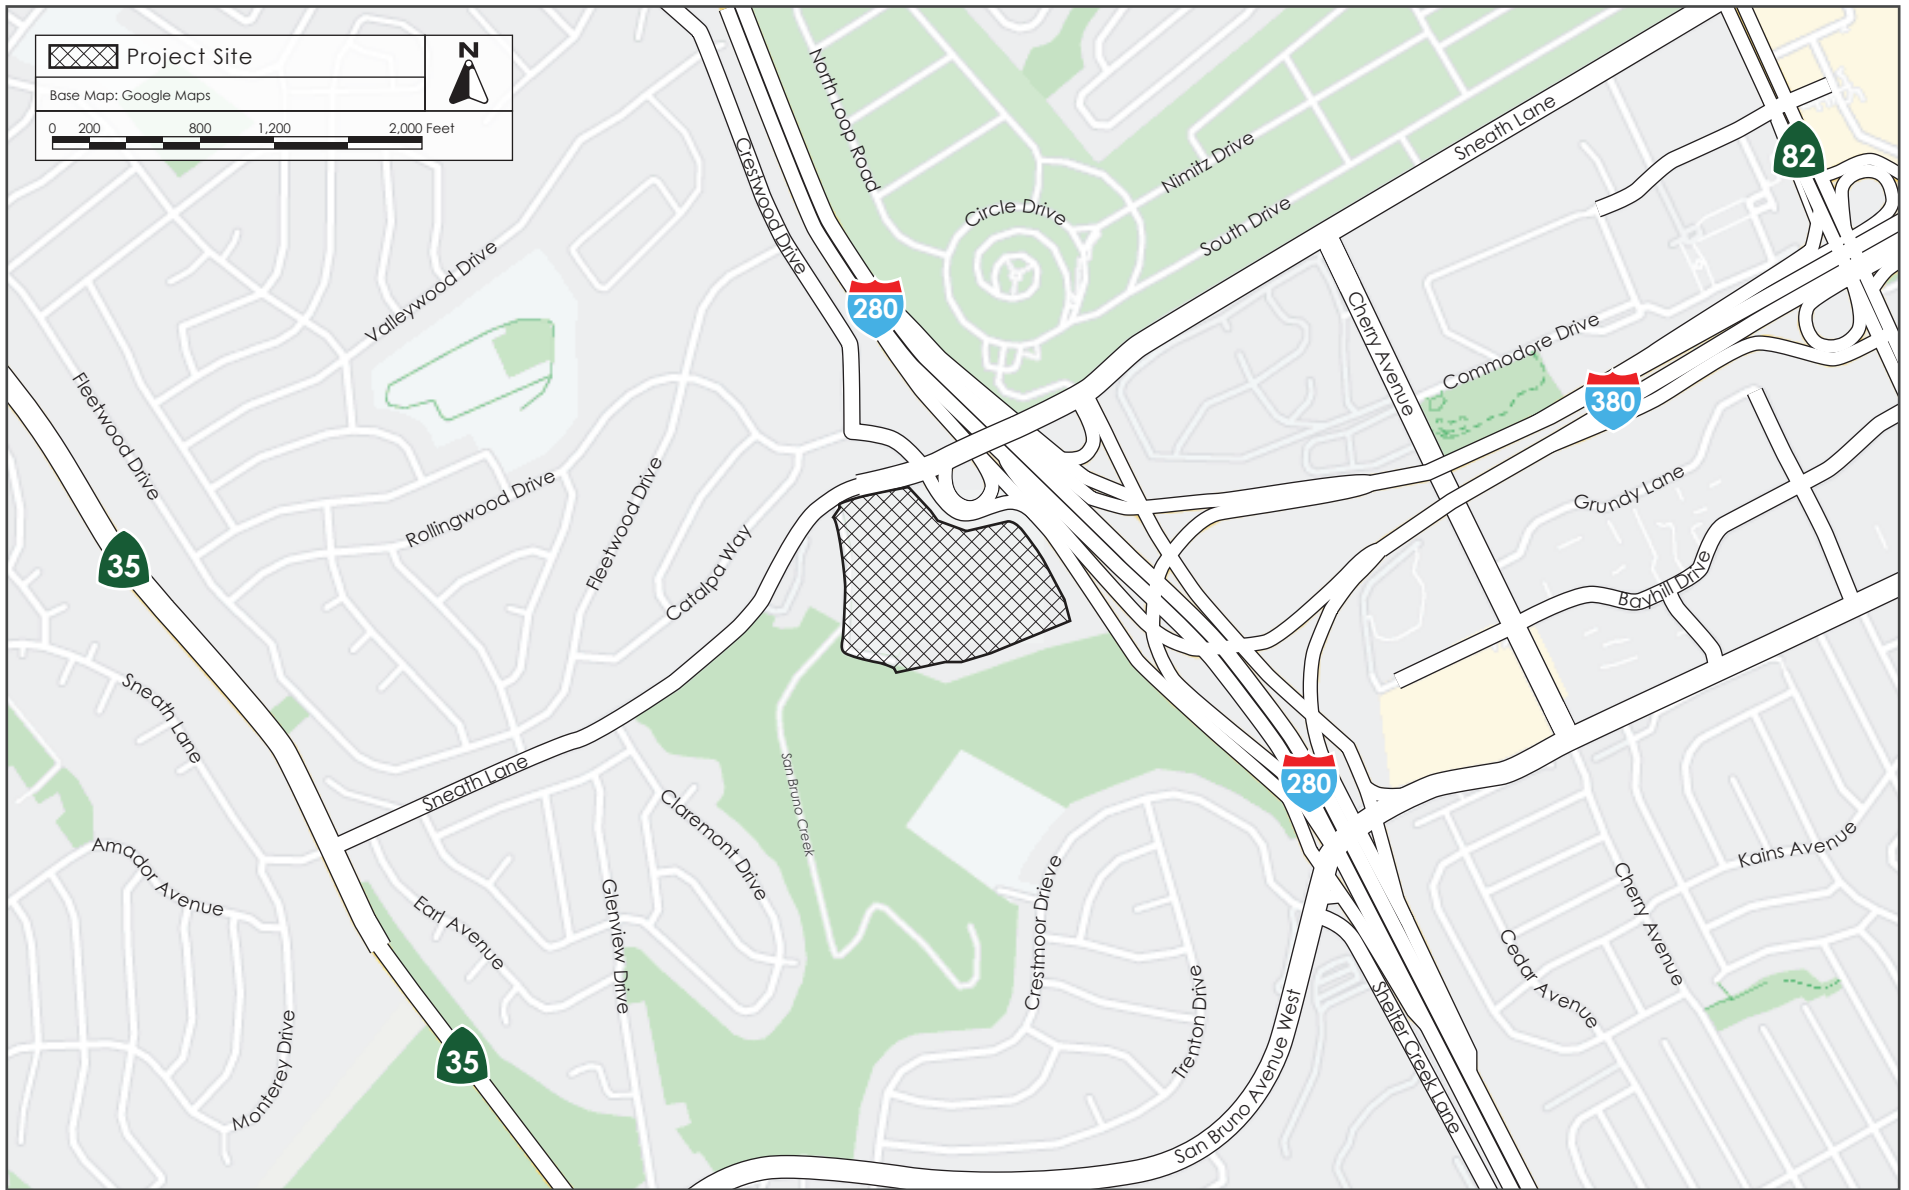 Project Site
N
Base Map: Google Maps
0 200 800 1,200 2,000 Feet
North Loop Road
Crestwood Drive
Sneath Lane
82
Nimitz Drive
Circle Drive
South Drive
Valleywood Drive
280
Cherry Avenue
Commodore Drive
380
Fleetwood Drive
Rollingwood Drive
Fleetwood Drive
Catalpa Way
Grundy Lane
Bayhill Drive
35
Sneath Lane
Sneath Lane
San Bruno Creek
280
Claremont Drive
Amador Avenue
Earl Avenue
Glenview Drive
Crestmoor Drieve
Kains Avenue
Cherry Avenue
Cedar Avenue
Trenton Drive
Monterey Drive
35
San Bruno Avenue West
Shelter Creek Lane